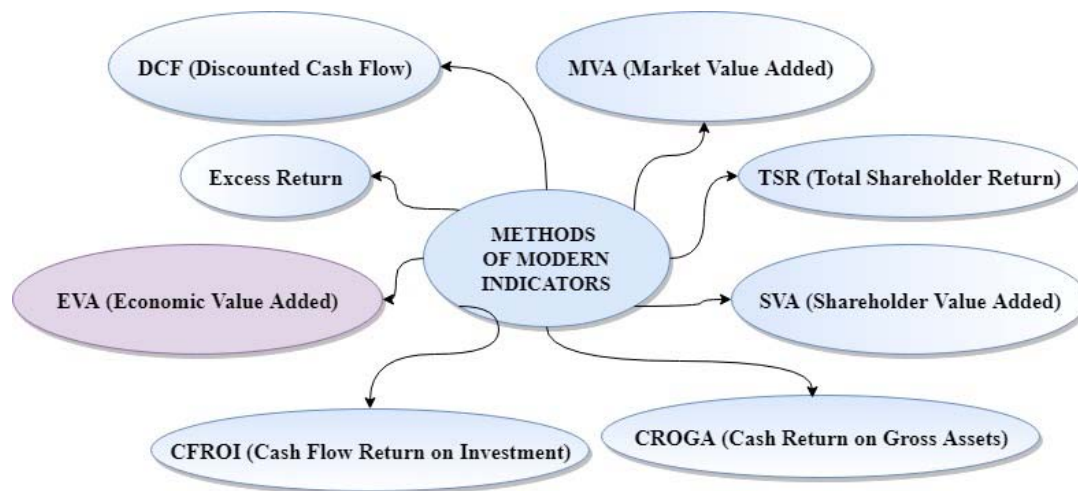 DCF (Discounted Cash Flow)
MVA (Market Value Added)
Excess Return
TSR (Total Shareholder Return)
METHODS
OF MODERN
INDICATORS
EVA (Economic Value Added)
SVA (Shareholder Value Added)
CFROI (Cash Flow Return on Investment)
CROGA (Cash Return on Gross Assets)